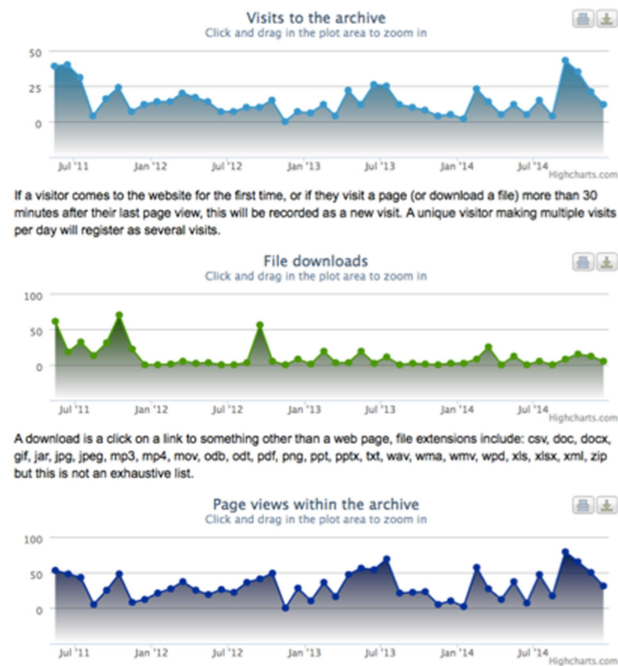 Visits to the archive
Click and drag in the plot area to zoom in
50
25
0
Jul '11 Jan '12 Jul '12 Jan '13 Jul '13 Jan '14 Jul '14
Highcharts.com
If a visitor comes to the website for the first time, or if they visit a page (or download a file) more than 30
minutes after their last page view, this will be recorded as a new visit. A unique visitor making multiple visits
per day will register as several visits.
File downloads
Click and drag in the plot area to zoom in
100
50
0
Jul '11 Jan '12 Jul '12 Jan '13 Jul '13 Jan '14 Jul '14
Highcharts.com
A download is a click on a link to something other than a web page, file extensions include: csv, doc, docx,
gif, jar, jpg, jpeg, mp3, mp4, mov, odb, odt, pdf, png, ppt, pptx, txt, wav, wma, wmv, wpd, xls, xlsx, xml, zip
but this is not an exhaustive list.
Page views within the archive
Click and drag in the plot area to zoom in
100
50
0
Jul '11 Jan '12 Jul '12 Jan '13 Jul '13 Jan '14 Jul '14
Highcharts.com